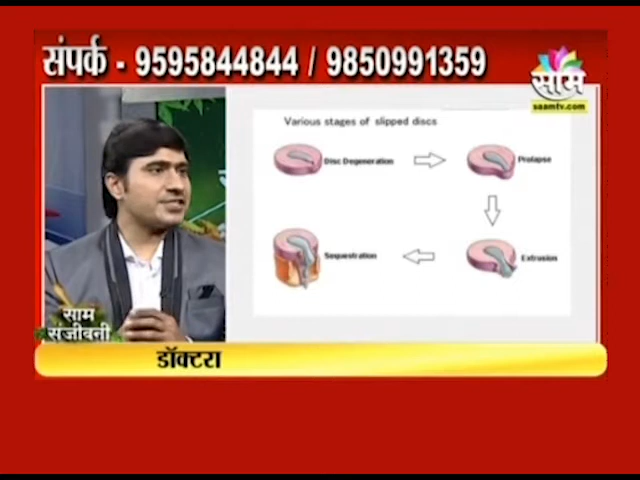 संपर्क - 9595844844 / 9850991359
साम
saamtv.com
Various stages of slipped discs
Disc Degeneration
Prolapse
Sequestration
Extrusion
साम
संजीवनी
डॉक्टरा